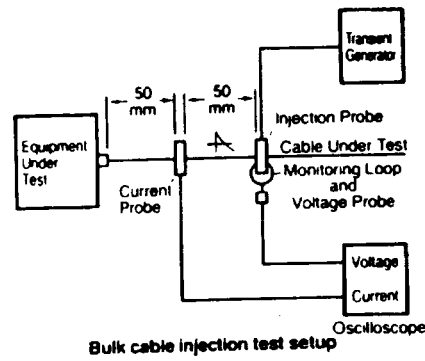 Transient
Generator
50
mm
50
mm
Injection Probe
Equipment
Under
Test
Cable Under Test
Monitoring Loop
and
Voltage Probe
Current
Probe
Voltage
Current
Oscilloscope
Bulk cable injection test setup